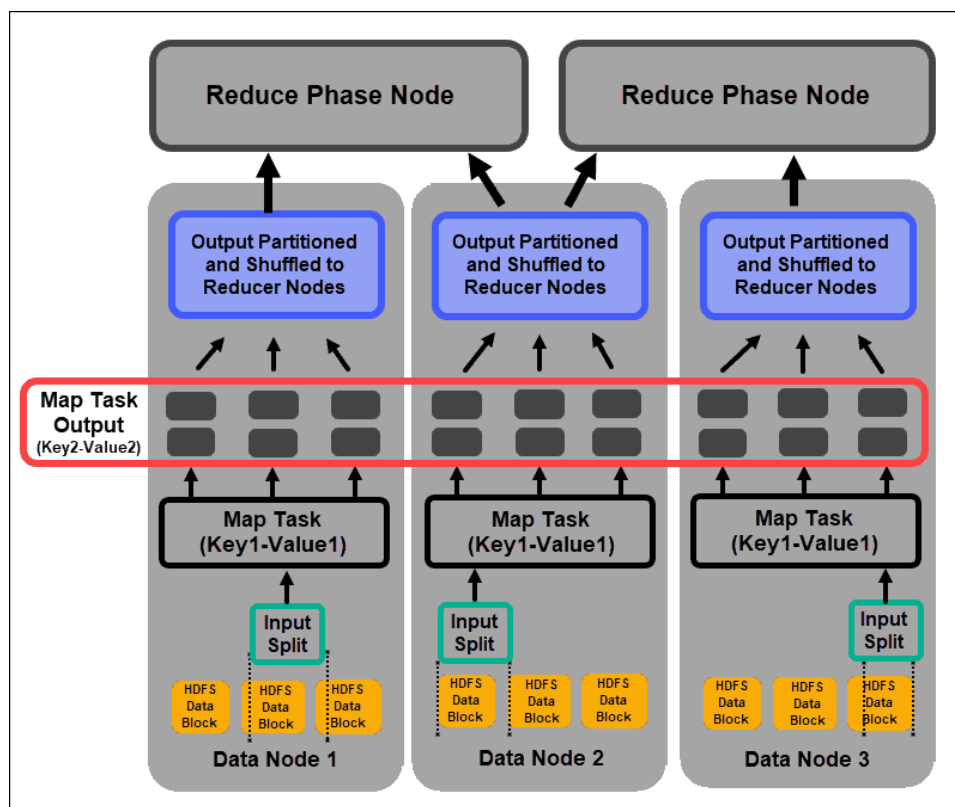 Reduce Phase Node
Reduce Phase Node
Output Partitioned
and Shuffled to
Reducer Nodes
Output Partitioned
and Shuffled to
Reducer Nodes
Output Partitioned
and Shuffled to
Reducer Nodes
Map Task
Output
(Key2-Value2)
Map Task
(Key1-Value1)
Map Task
(Key1-Value1)
Map Task
(Key1-Value1)
Input
Split
Input
Split
Input
Split
HDFS
Data
Block
HDFS
Data
Block
HDFS
Data
Block
HDFS
Data
Block
HDFS
Data
Block
HDFS
Data
Block
HDFS
Data
Block
HDFS
Data
Block
HDFS
Data
Block
Data Node 1
Data Node 2
Data Node 3